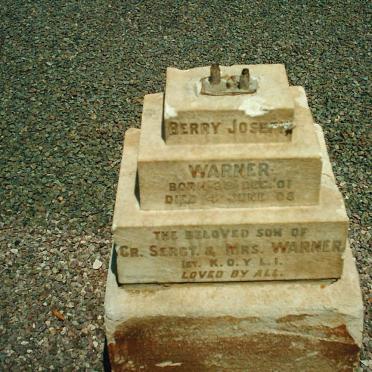 BERRY JOSEPH
WARNER
BORN DEC. 01
DIED JUNE 03
THE BELOVED SON OF
CR. SERGT. & MRS. WARNER
1ST. K.O.Y.L.I.
LOVED BY ALL.